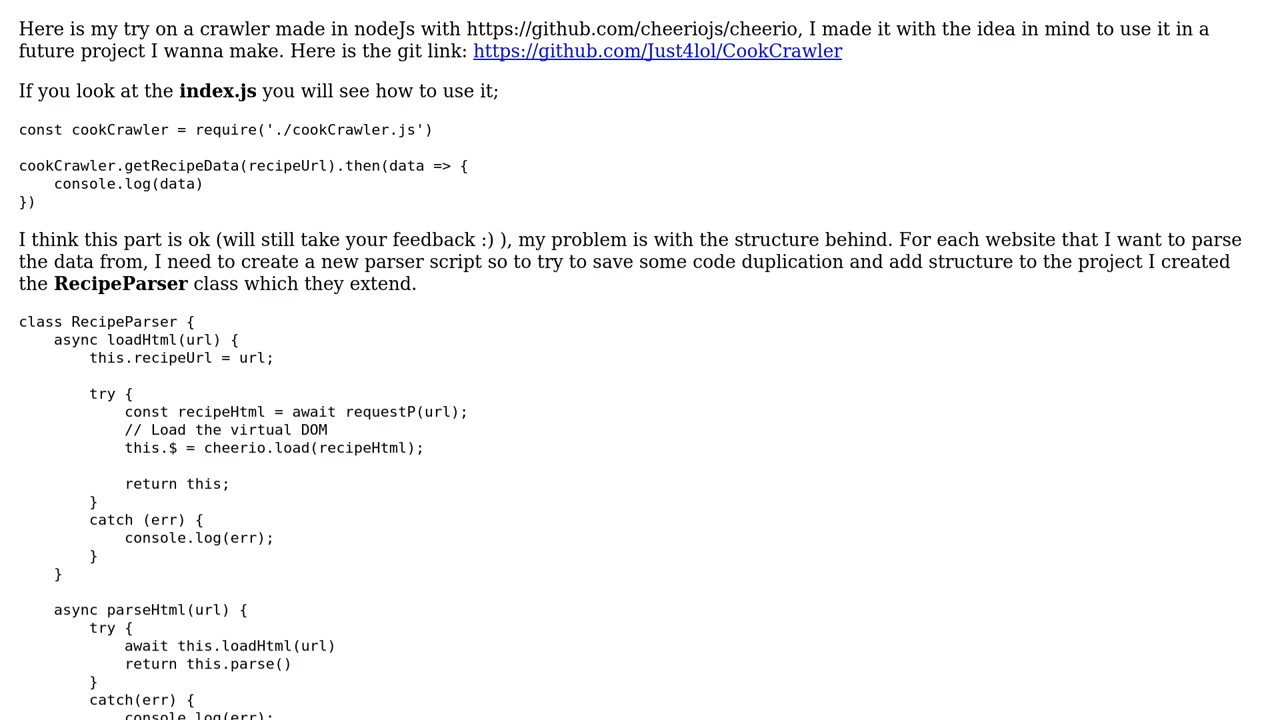 Here is my try on a crawler made in nodeJs with https://github.com/cheeriojs/cheerio, I made it with the idea in mind to use it in a
future project I wanna make. Here is the git link: https://github.com/Just4lol/CookCrawler
If you look at the index.js you will see how to use it;
const cookCrawler = require('./cookCrawler.js')
cookCrawler.getRecipeData(recipeUrl).then(data => {
    console.log(data)
})
I think this part is ok (will still take your feedback :) ), my problem is with the structure behind. For each website that I want to parse
the data from, I need to create a new parser script so to try to save some code duplication and add structure to the project I created
the RecipeParser class which they extend.
class RecipeParser {
    async loadHtml(url) {
        this.recipeUrl = url;
        try {
            const recipeHtml = await requestP(url);
            // Load the virtual DOM
            this.$ = cheerio.load(recipeHtml);
            return this;
        }
        catch (err) {
            console.log(err);
        }
    }
    async parseHtml(url) {
        try {
            await this.loadHtml(url)
            return this.parse()
        }
        catch(err) {
            console.log(err);